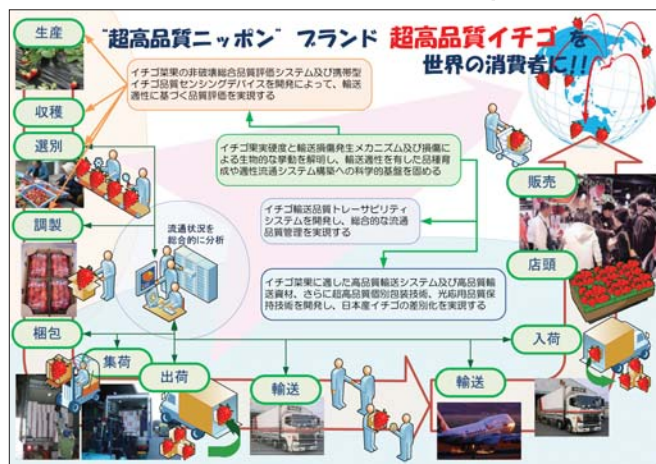 “超高品質ニッポン” ブランド 超高品質イチゴを
世界の消費者に!!
生産
収穫
選別
調製
梱包
集荷
出荷
輸送
輸送
入荷
店頭
販売
イチゴ菓果の非破壊総合品質評価システム及び携帯型
イチゴ品質センシングデバイスを開発によって、輸送
適性に基づく品質評価を実現する
イチゴ果実硬度と輸送損傷発生メカニズム及び損傷に
よる生物的な挙動を解明し、輸送適性を有した品種育
成や適性流通システム構築への科学的基盤を固める
イチゴ輸送品質トレーサビリティ
システムを開発し、総合的な流通
品質管理を実現する
イチゴ菓果に適した高品質輸送システム及び高品質輸
送資材、さらに超高品質個別包装技術、光応用品質保
持技術を開発し、日本産イチゴの差別化を実現する
流通状況を
総合的に分析